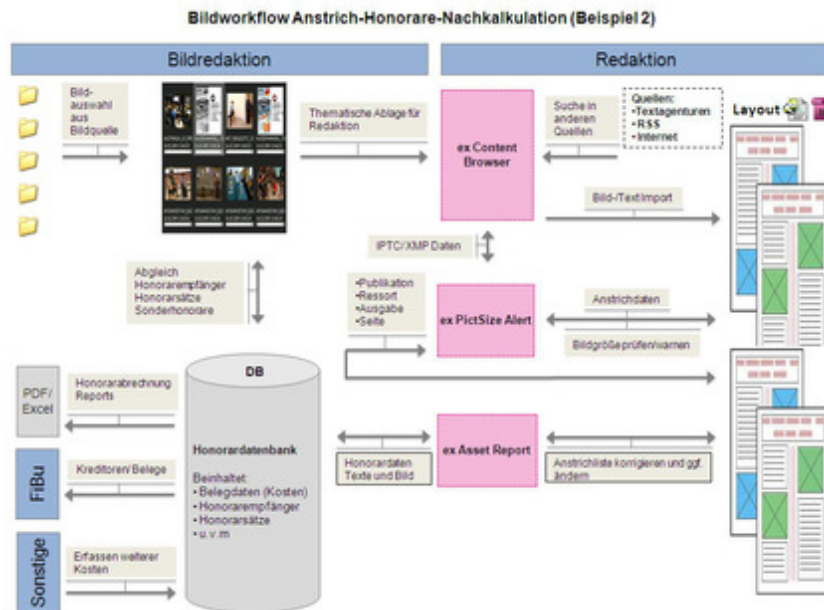 Bildworkflow Anstrich-Honorare-Nachkalkulation (Beispiel 2)
Bildredaktion
Redaktion
Bild-
auswahl
aus
Bildquelle
Thematische Ablage für
Redaktion
ex Content
Browser
Suche in
anderen
Quellen
Quellen:
•Textagenturen
•RSS
•Internet
Layout
Bild-/Textimport
IPTC/XMP Daten
Abgleich
Honorarempfänger
Honorarsätze
Sonderhonorare
•Publikation
•Ressort
•Ausgabe
•Seite
ex PictSize Alert
Anstrichdaten
Bildgröße prüfen/warnen
DB
PDF/
Excel
Honorarabrechnung
Reports
Honorardatenbank
Beinhaltet:
• Belegdaten (Kosten)
• Honorarempfänger
• Honorarsätze
• u.v.m
Honorardaten
Texte und Bild
ex Asset Report
Anstrichliste korrigieren und ggf.
ändern
FiBu
Kreditoren/Belege
Sonstige
Erfassen weiterer
Kosten